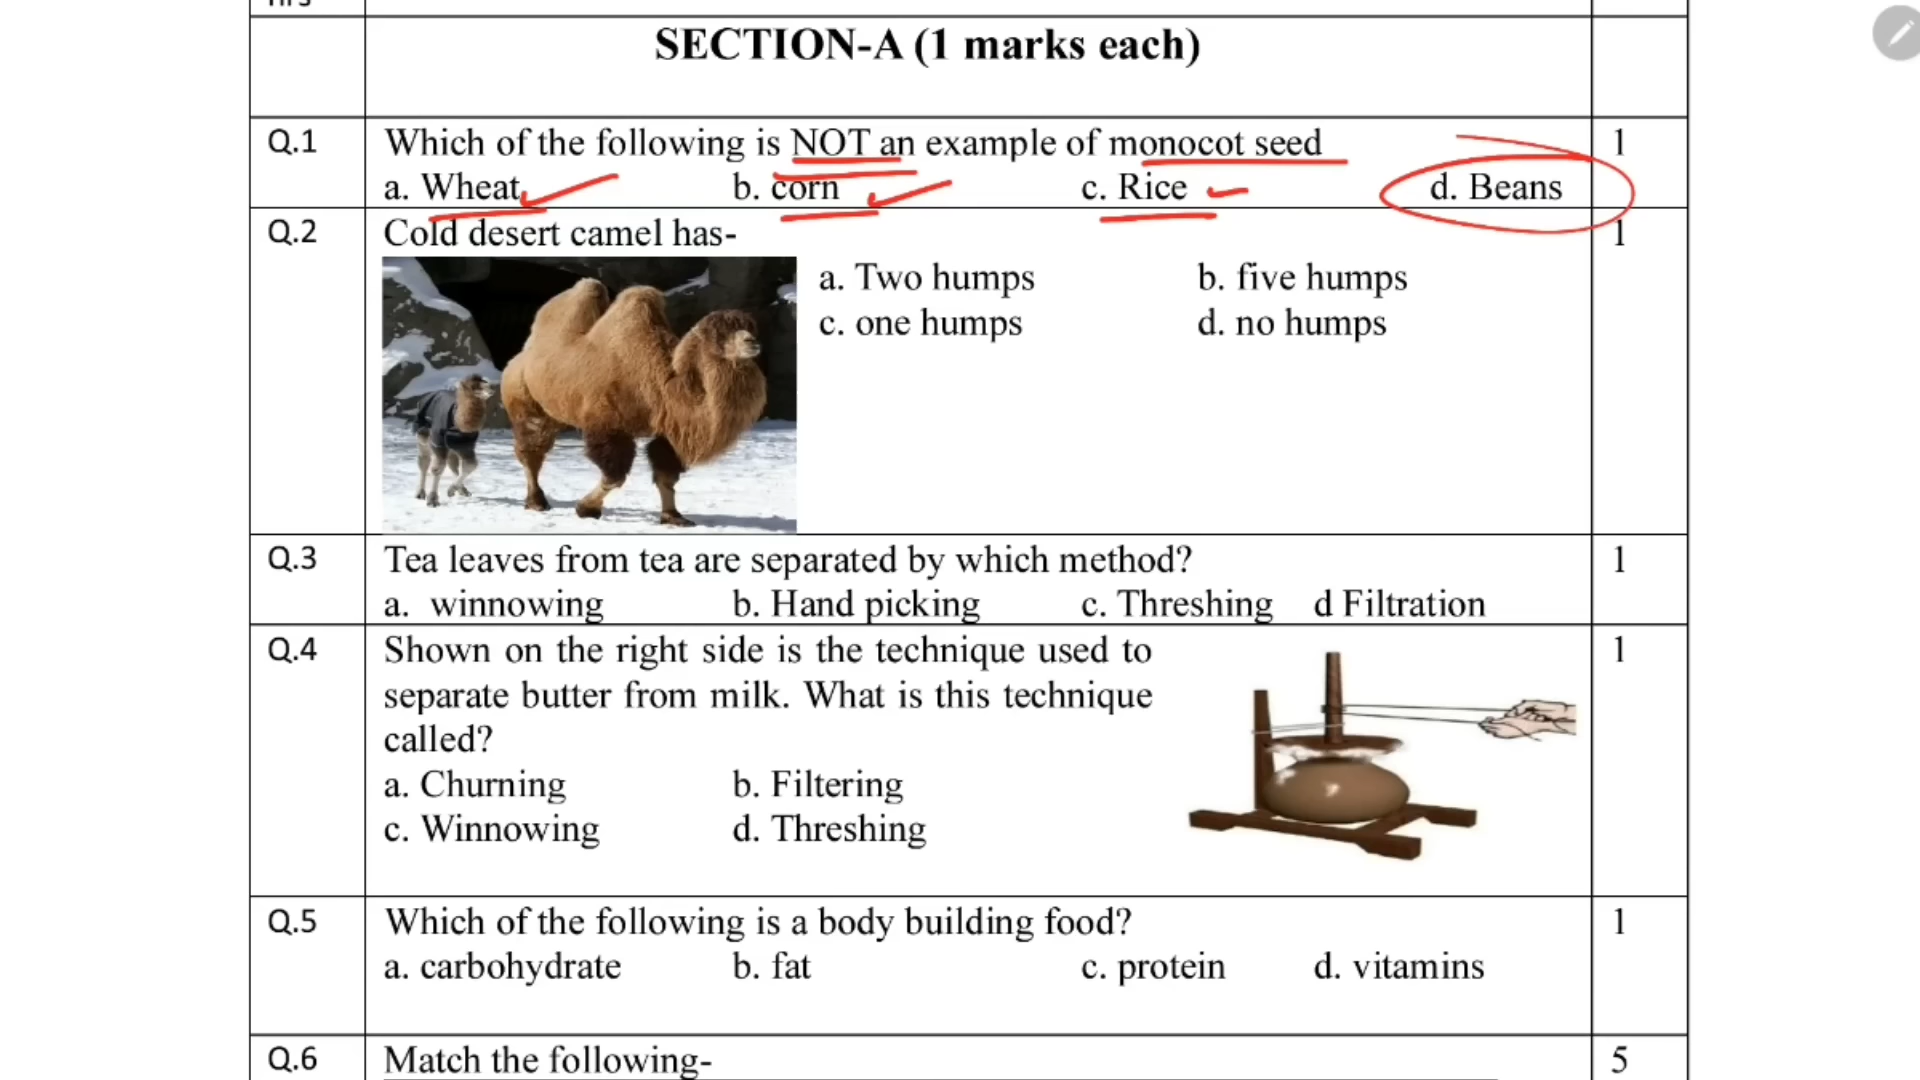 SECTION-A (1 marks each)
Q.1 Which of the following is NOT an example of monocot seed 1
a. Wheat b. corn c. Rice d. Beans
Q.2 Cold desert camel has- 1
a. Two humps b. five humps
c. one humps d. no humps
Q.3 Tea leaves from tea are separated by which method? 1
a. winnowing b. Hand picking c. Threshing d Filtration
Q.4 Shown on the right side is the technique used to 1
separate butter from milk. What is this technique
called?
a. Churning b. Filtering
c. Winnowing d. Threshing
Q.5 Which of the following is a body building food? 1
a. carbohydrate b. fat c. protein d. vitamins
Q.6 Match the following- 5